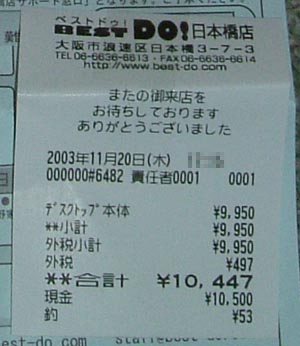 ベストドゥ!
BEST DO!日本橋店
大阪市浪速区日本橋3-7-3
TEL06-6636-6613・FAX06-6636-6614
http://www.best-do.com
またの御来店を
お待ちしております
ありがとうございました
2003年11月20日(木)
000000#6482 責任者0001 0001
デスクトップ本体 ¥9,950
**小計 ¥9,950
外税小計 ¥9,950
外税 ¥497
**合計 ¥10,447
現金 ¥10,500
釣 ¥53